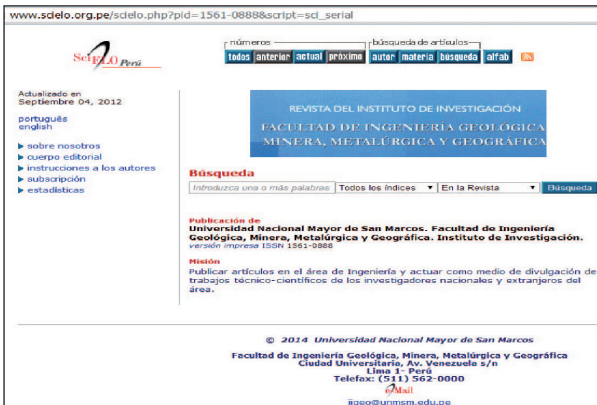 www.scielo.org.pe/scielo.php?pid=1561-0888&script=sci_serial
SciELO Perú
números
búsqueda de artículos
todos anterior actual próximo autor materia búsqueda alfab
Actualizado en
Septiembre 04, 2012
português
english
sobre nosotros
cuerpo editorial
instrucciones a los autores
subscripción
estadísticas
REVISTA DEL INSTITUTO DE INVESTIGACIÓN
FACULTAD DE INGENIERÍA GEOLÓGICA
MINERA, METALÚRGICA Y GEOGRÁFICA
Búsqueda
Introduzca una o más palabras Todos los índices En la Revista Búsqueda
Publicación de
Universidad Nacional Mayor de San Marcos. Facultad de Ingeniería
Geológica, Minera, Metalúrgica y Geográfica. Instituto de Investigación.
versión impresa ISSN 1561-0888
Misión
Publicar artículos en el área de Ingeniería y actuar como medio de divulgación de
trabajos técnico-científicos de los investigadores nacionales y extranjeros del
área.
© 2014 Universidad Nacional Mayor de San Marcos
Facultad de Ingeniería Geológica, Minera, Metalúrgica y Geográfica
Ciudad Universitaria, Av. Venezuela s/n
Lima 1- Perú
Telefax: (511) 562-0000
e-Mail
iigeo@unmsm.edu.pe